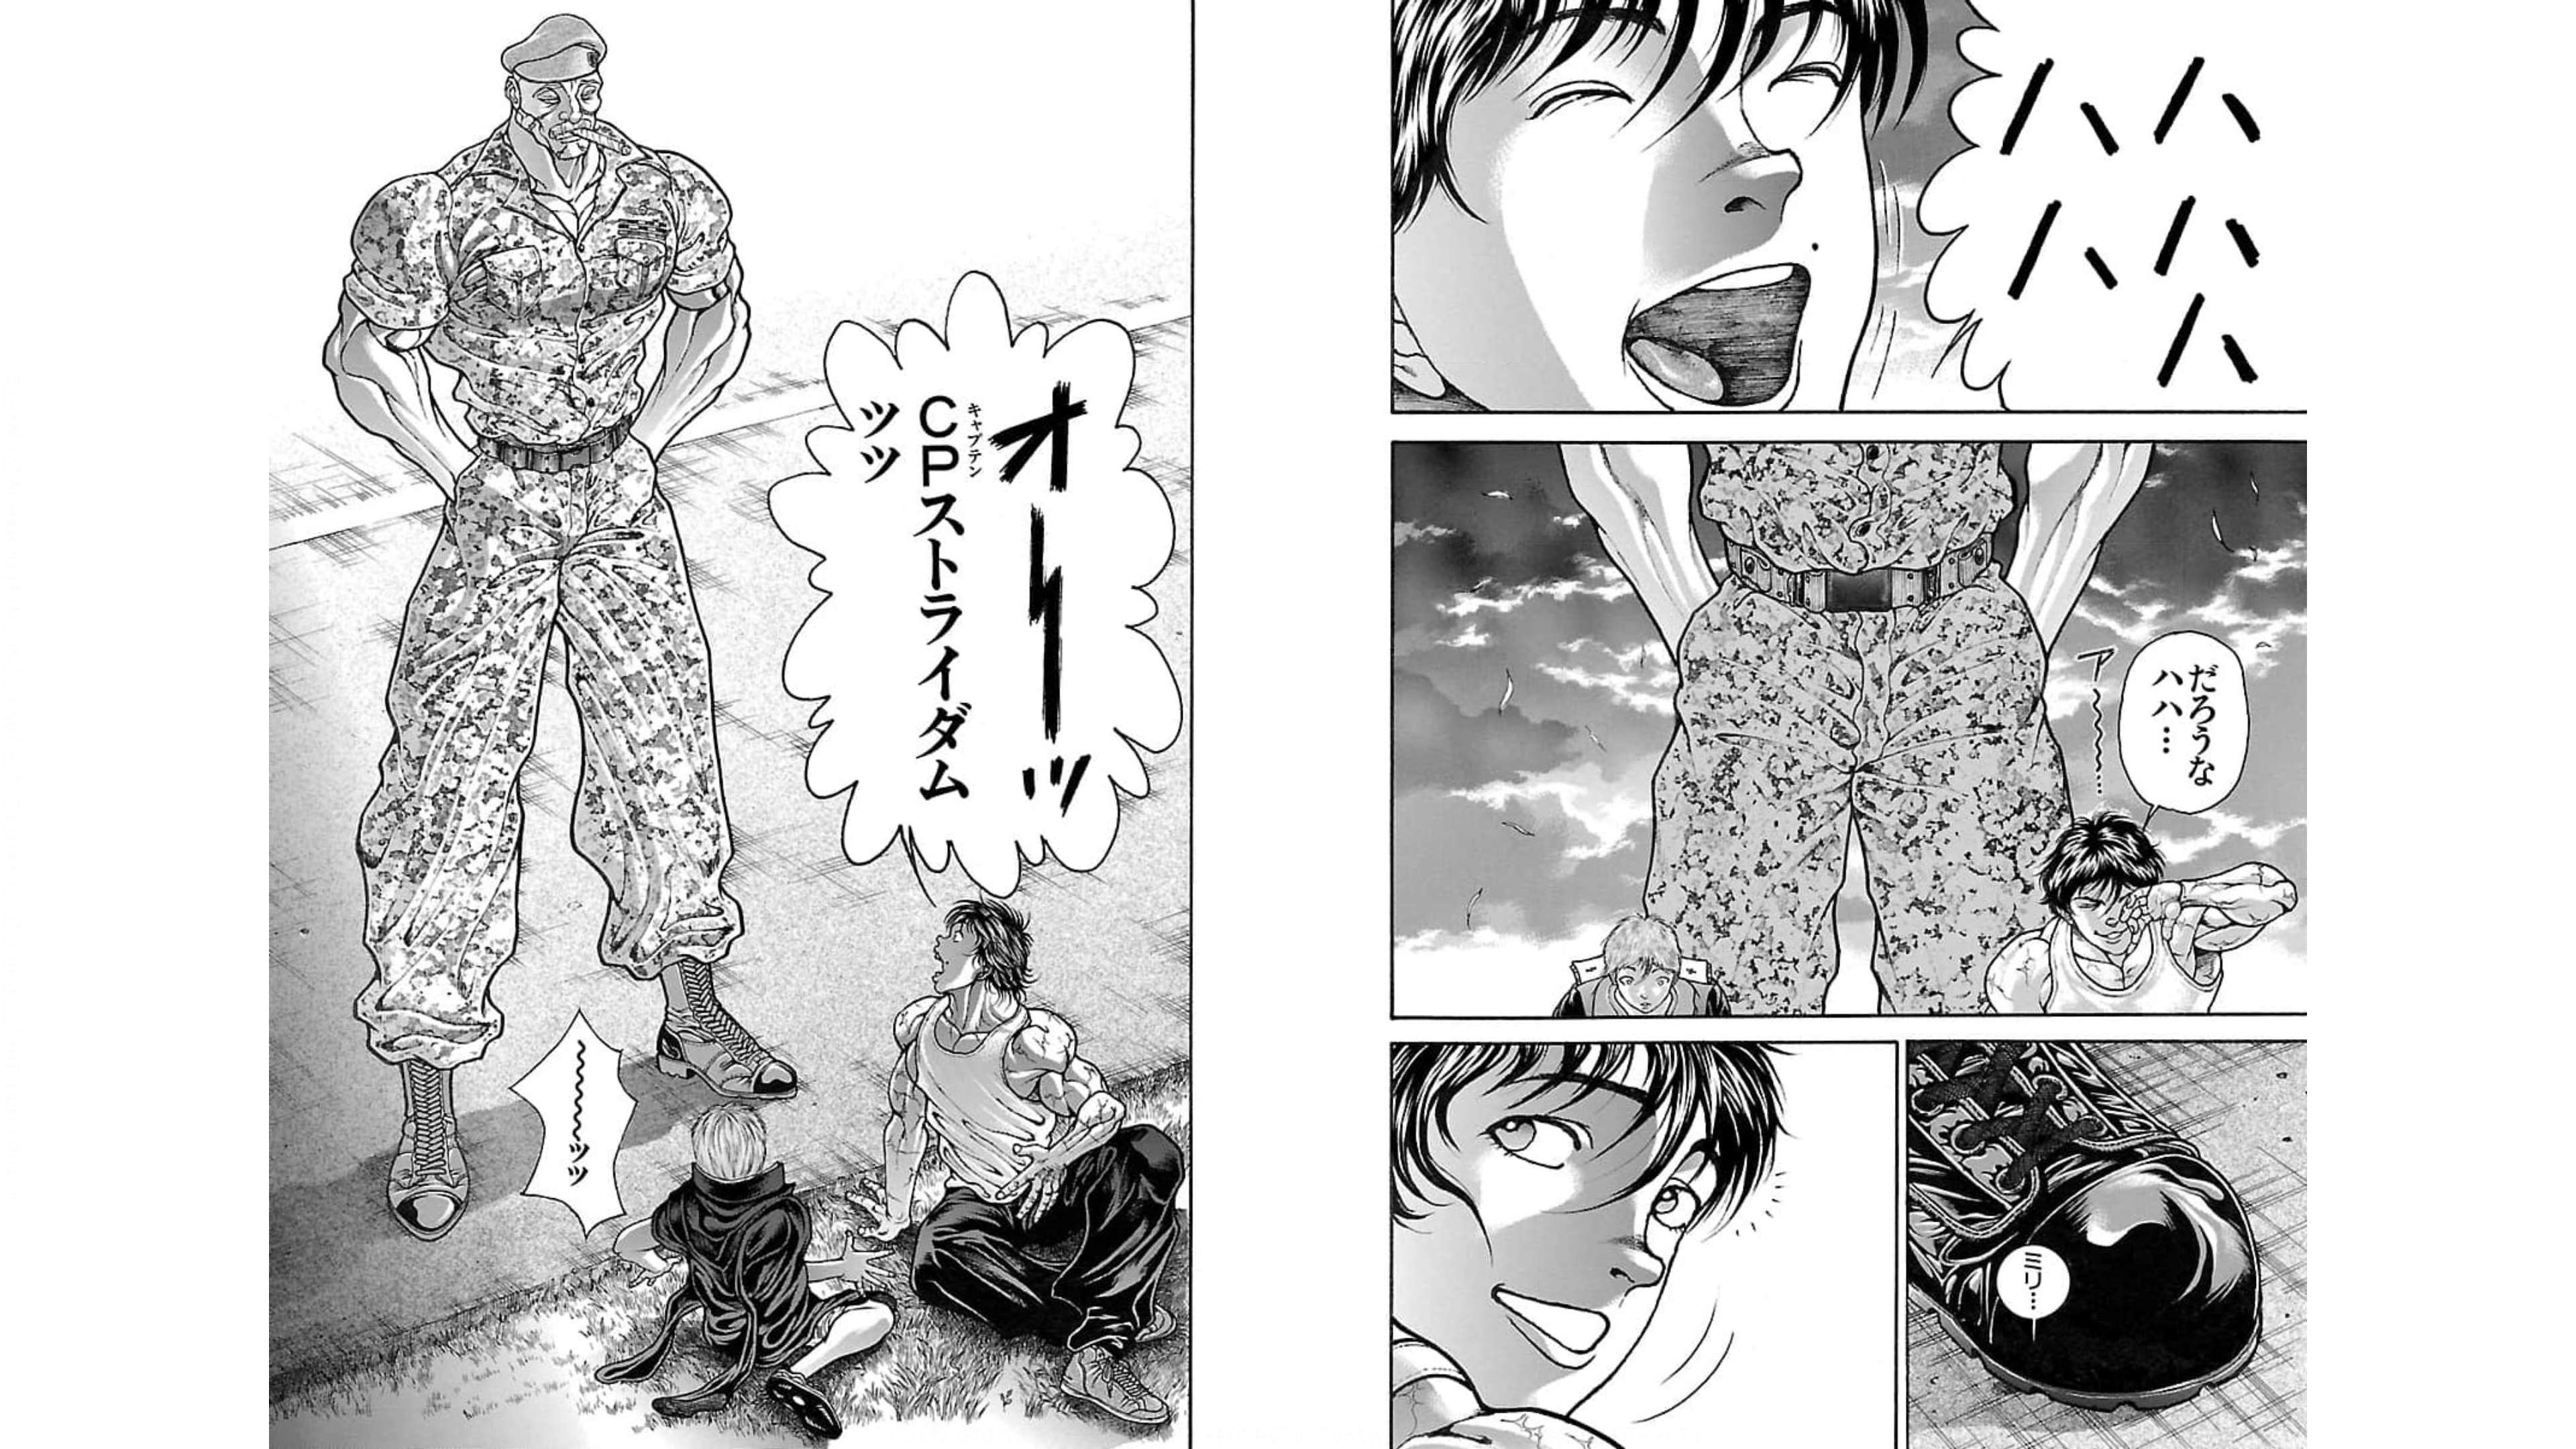 ハハ
ハハ
ハ
だろうな
ハハ…
ア〜〜〜…
ミリ…
オーーッ
CPストライダム
キャプテン
ッッ
〜〜〜〜ッッ